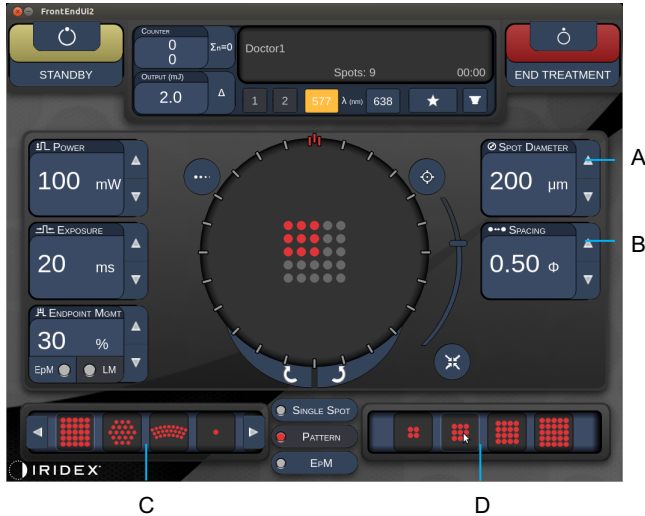 FrontEndUi2
STANDBY
COUNTER
0
0
Σn=0
OUTPUT (mJ)
2.0
Δ
Doctor1
Spots: 9
00:00
1
2
577
λ (nm)
638
END TREATMENT
POWER
100 mW
EXPOSURE
20 ms
ENDPOINT MGMT
30 %
EpM
LM
SPOT DIAMETER
200 μm
SPACING
0.50 Φ
A
B
SINGLE SPOT
PATTERN
EPM
IRIDEX
C
D